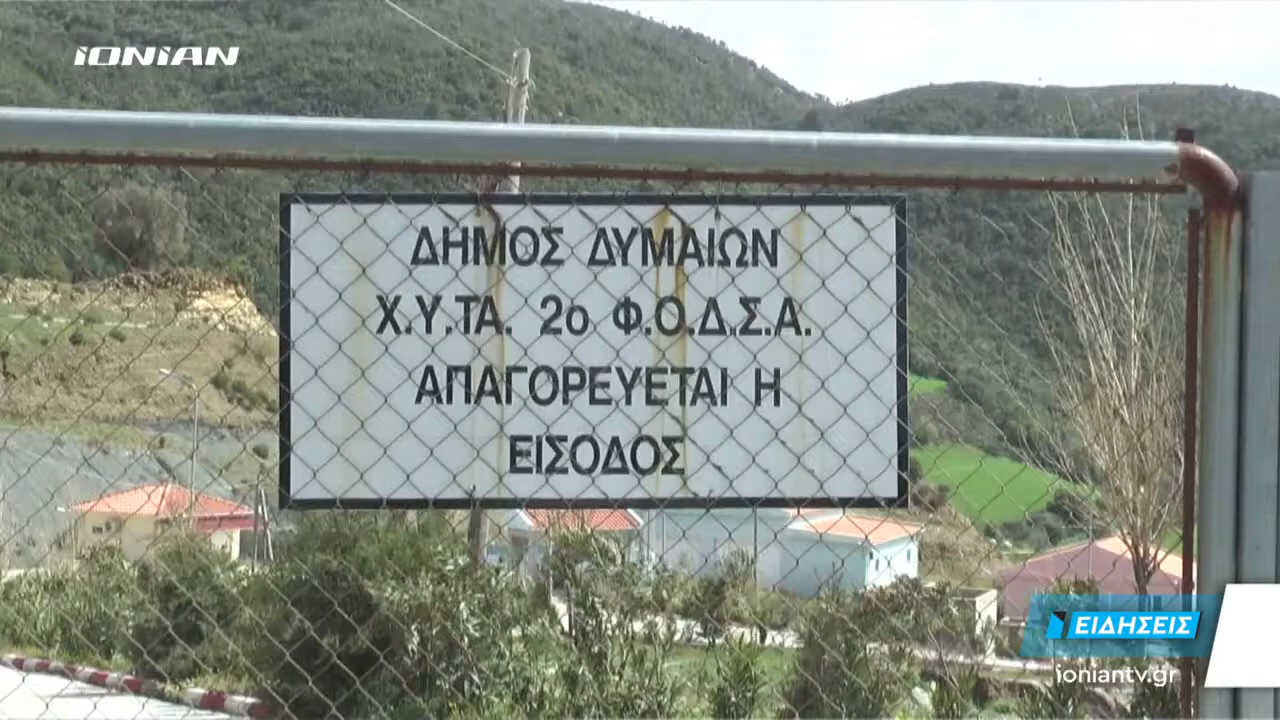 IONIAN
ΔΗΜΟΣ ΔΥΜΑΙΩΝ
Χ.Υ.ΤΑ. 2ο Φ.Ο.Δ.Σ.Α.
ΑΠΑΓΟΡΕΥΕΤΑΙ Η
ΕΙΣΟΔΟΣ
ΕΙΔΗΣΕΙΣ
ioniantv.gr